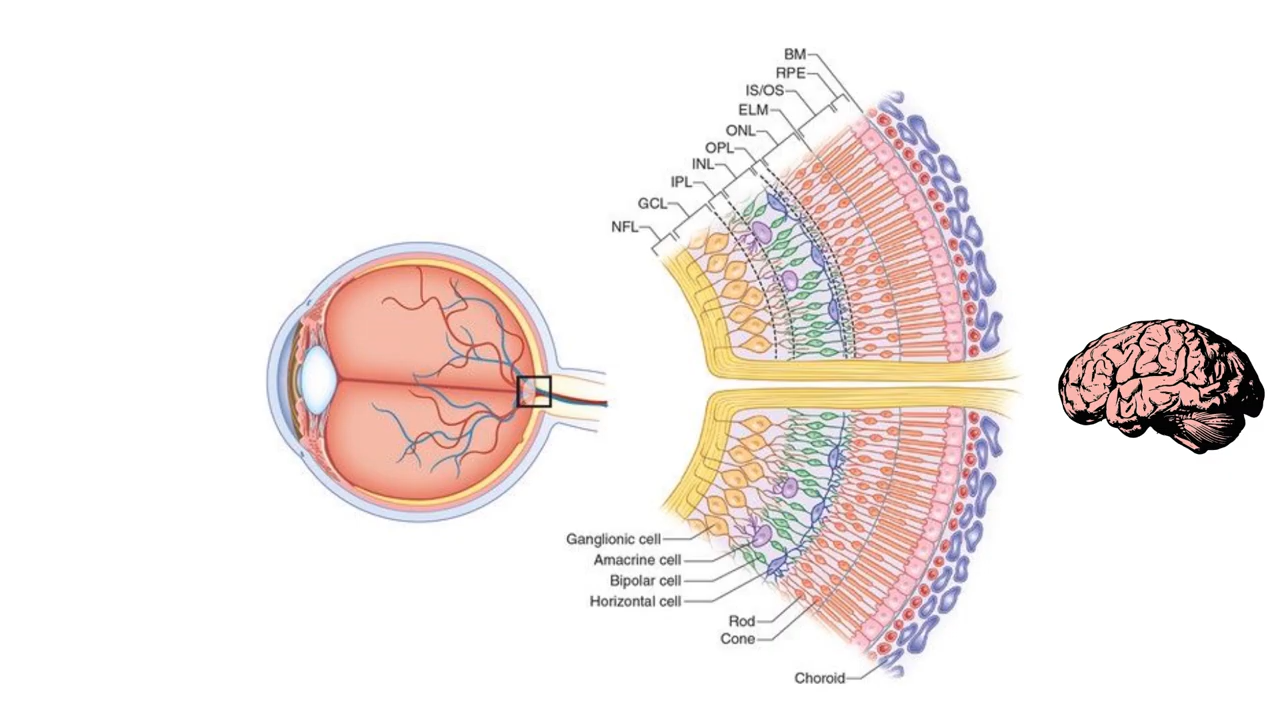 BM
RPE
IS/OS
ELM
ONL
OPL
INL
IPL
GCL
NFL
Ganglionic cell
Amacrine cell
Bipolar cell
Horizontal cell
Rod
Cone
Choroid